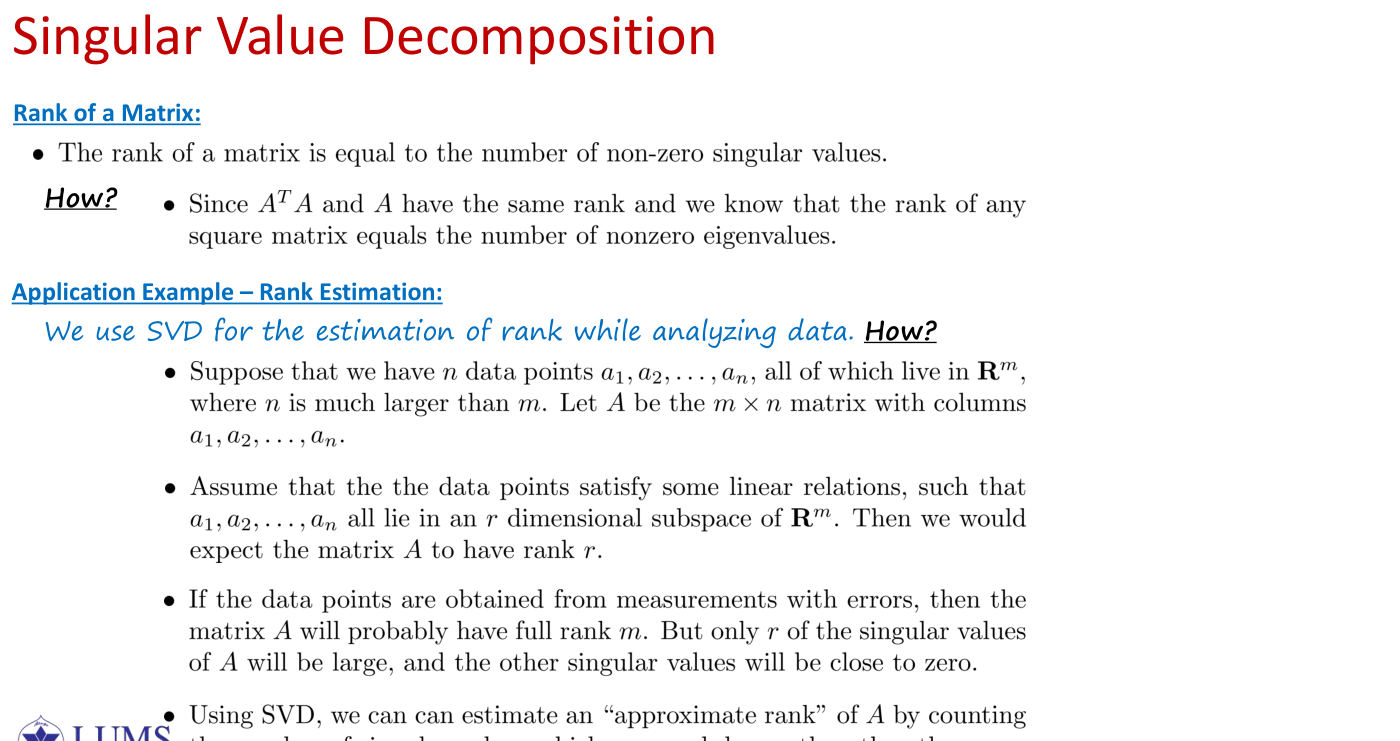 Singular Value Decomposition
Rank of a Matrix:
• The rank of a matrix is equal to the number of non-zero singular values.
How?
• Since AᵀA and A have the same rank and we know that the rank of any
square matrix equals the number of nonzero eigenvalues.
Application Example – Rank Estimation:
We use SVD for the estimation of rank while analyzing data. How?
• Suppose that we have n data points a₁, a₂, . . . , aₙ, all of which live in Rᵐ,
where n is much larger than m. Let A be the m × n matrix with columns
a₁, a₂, . . . , aₙ.
• Assume that the the data points satisfy some linear relations, such that
a₁, a₂, . . . , aₙ all lie in an r dimensional subspace of Rᵐ. Then we would
expect the matrix A to have rank r.
• If the data points are obtained from measurements with errors, then the
matrix A will probably have full rank m. But only r of the singular values
of A will be large, and the other singular values will be close to zero.
• Using SVD, we can can estimate an “approximate rank” of A by counting
LUMS